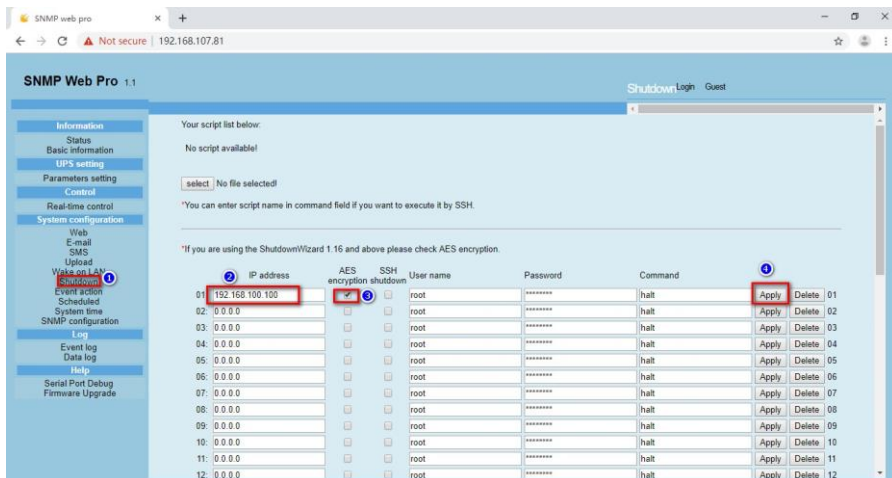 SNMP web pro
Not secure | 192.168.107.81
SNMP Web Pro 1.1
Shutdown Login Guest
Information
Status
Basic information
UPS setting
Parameters setting
Control
Real-time control
System configuration
Web
E-mail
SMS
Upload
Wake on LAN
Shutdown 1
Event action
Scheduled
System time
SNMP configuration
Log
Event log
Data log
Help
Serial Port Debug
Firmware Upgrade
Your script list below:
No script available!
select No file selected!
*You can enter script name in command field if you want to execute it by SSH.
*If you are using the ShutdownWizard 1.16 and above please check AES encryption.
2 IP address AES encryption SSH shutdown User name Password Command 4
01: 192.168.100.100 3 root ******** halt Apply Delete 01
02: 0.0.0.0 root ******** halt Apply Delete 02
03: 0.0.0.0 root ******** halt Apply Delete 03
04: 0.0.0.0 root ******** halt Apply Delete 04
05: 0.0.0.0 root ******** halt Apply Delete 05
06: 0.0.0.0 root ******** halt Apply Delete 06
07: 0.0.0.0 root ******** halt Apply Delete 07
08: 0.0.0.0 root ******** halt Apply Delete 08
09: 0.0.0.0 root ******** halt Apply Delete 09
10: 0.0.0.0 root ******** halt Apply Delete 10
11: 0.0.0.0 root ******** halt Apply Delete 11
12: 0.0.0.0 root ******** halt Apply Delete 12